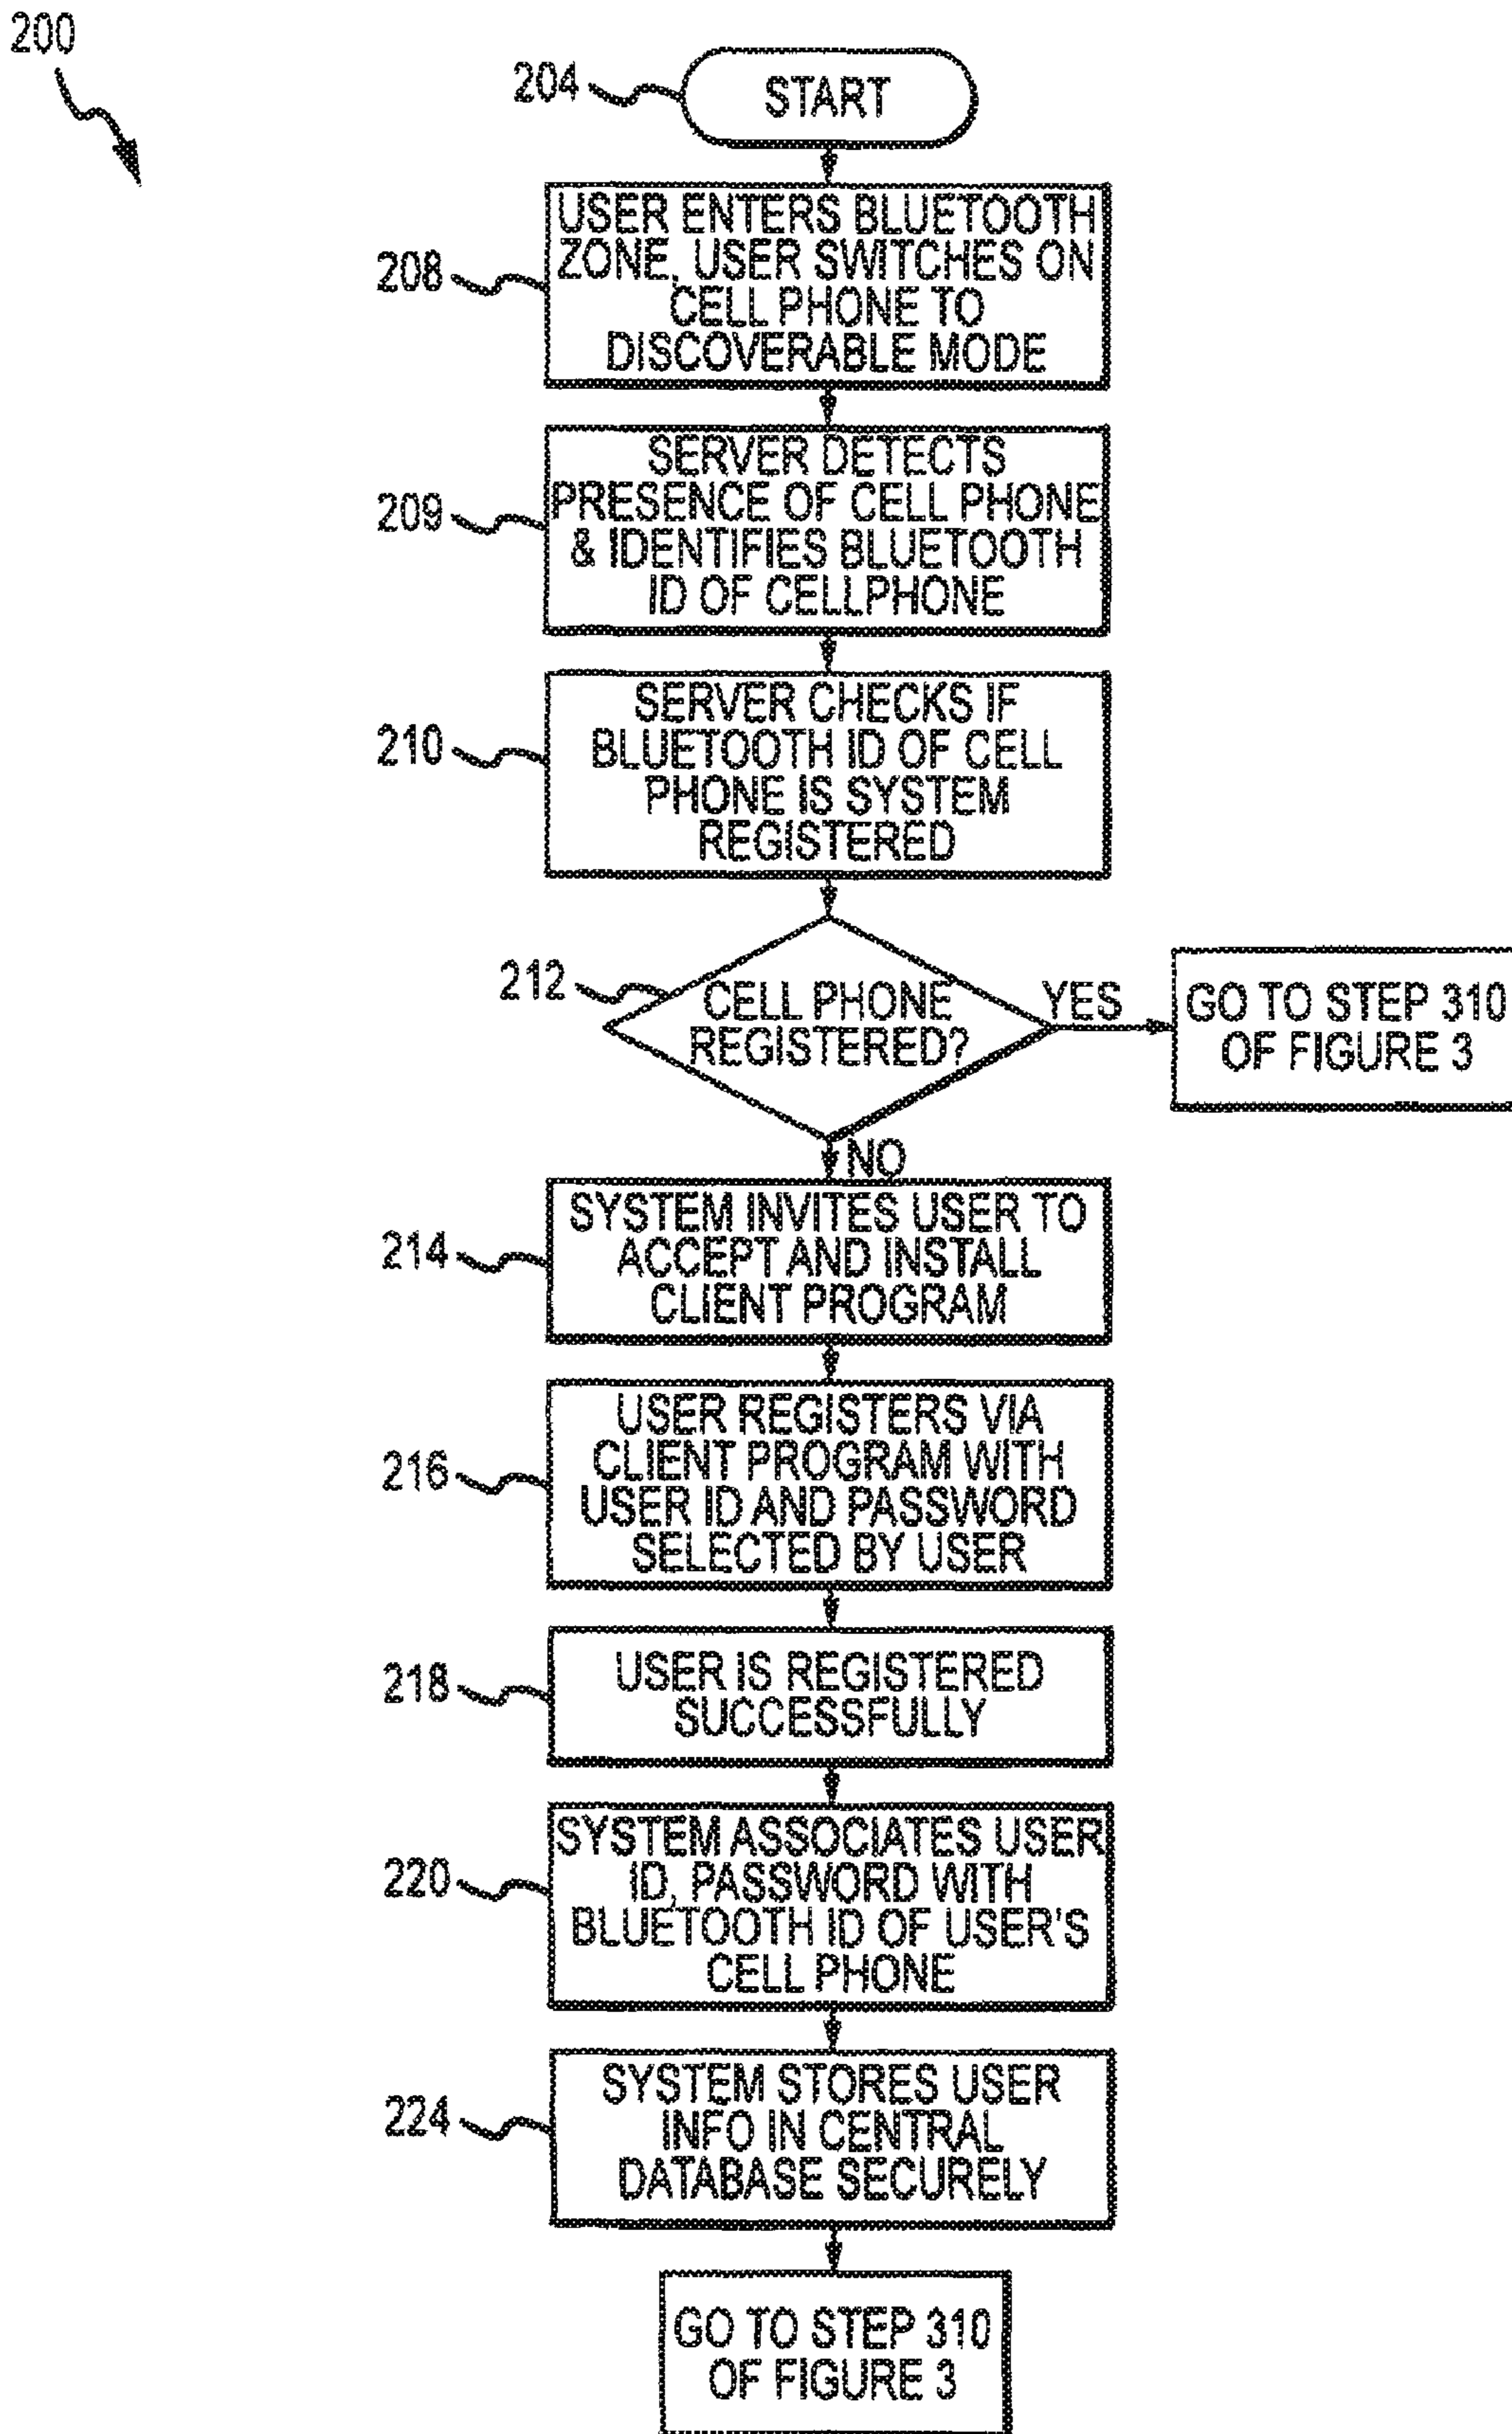 200
204
START
208
USER ENTERS BLUETOOTH
ZONE, USER SWITCHES ON
CELL PHONE TO
DISCOVERABLE MODE
209
SERVER DETECTS
PRESENCE OF CELL PHONE
& IDENTIFIES BLUETOOTH
ID OF CELLPHONE
210
SERVER CHECKS IF
BLUETOOTH ID OF CELL
PHONE IS SYSTEM
REGISTERED
212
CELL PHONE
REGISTERED?
YES
GO TO STEP 310
OF FIGURE 3
NO
214
SYSTEM INVITES USER TO
ACCEPT AND INSTALL
CLIENT PROGRAM
216
USER REGISTERS VIA
CLIENT PROGRAM WITH
USER ID AND PASSWORD
SELECTED BY USER
218
USER IS REGISTERED
SUCCESSFULLY
220
SYSTEM ASSOCIATES USER
ID, PASSWORD WITH
BLUETOOTH ID OF USER'S
CELL PHONE
224
SYSTEM STORES USER
INFO IN CENTRAL
DATABASE SECURELY
GO TO STEP 310
OF FIGURE 3